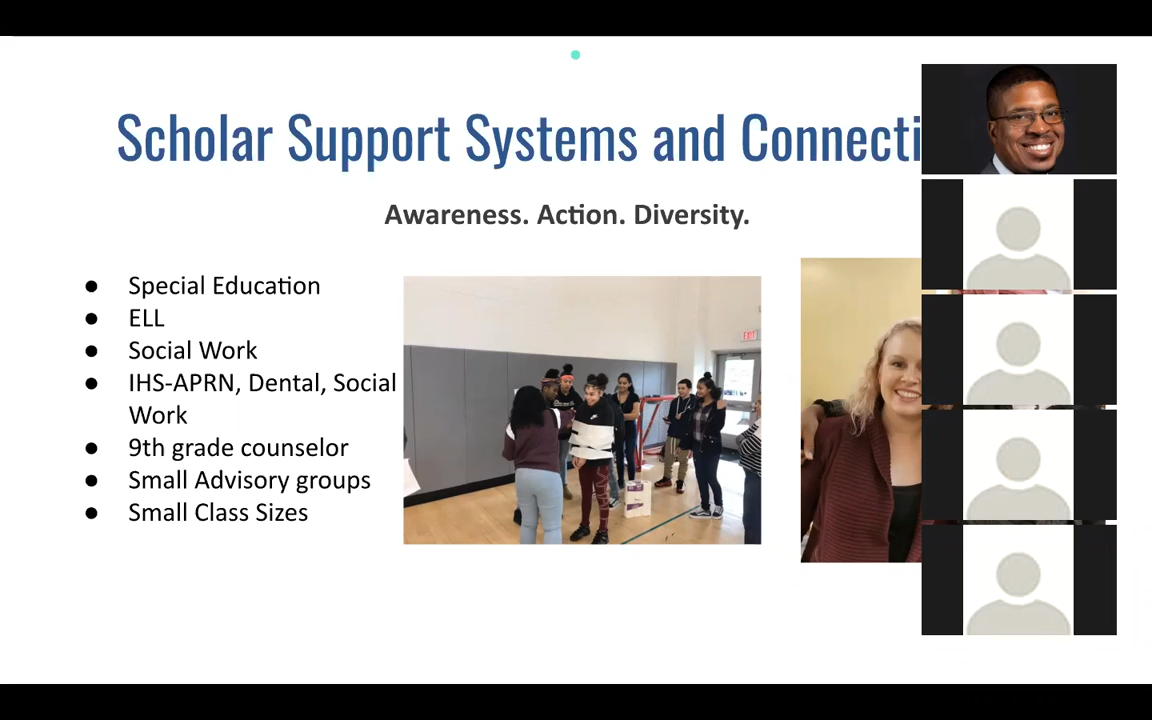 Scholar Support Systems and Connecti
Awareness. Action. Diversity.
● Special Education
● ELL
● Social Work
● IHS-APRN, Dental, Social
Work
● 9th grade counselor
● Small Advisory groups
● Small Class Sizes
EXIT